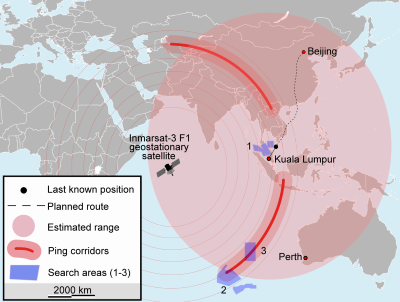 Beijing
Inmarsat-3 F1
geostationary
satellite
1
Kuala Lumpur
Last known position
Planned route
Estimated range
Ping corridors
Search areas (1-3)
2000 km
3
Perth
2